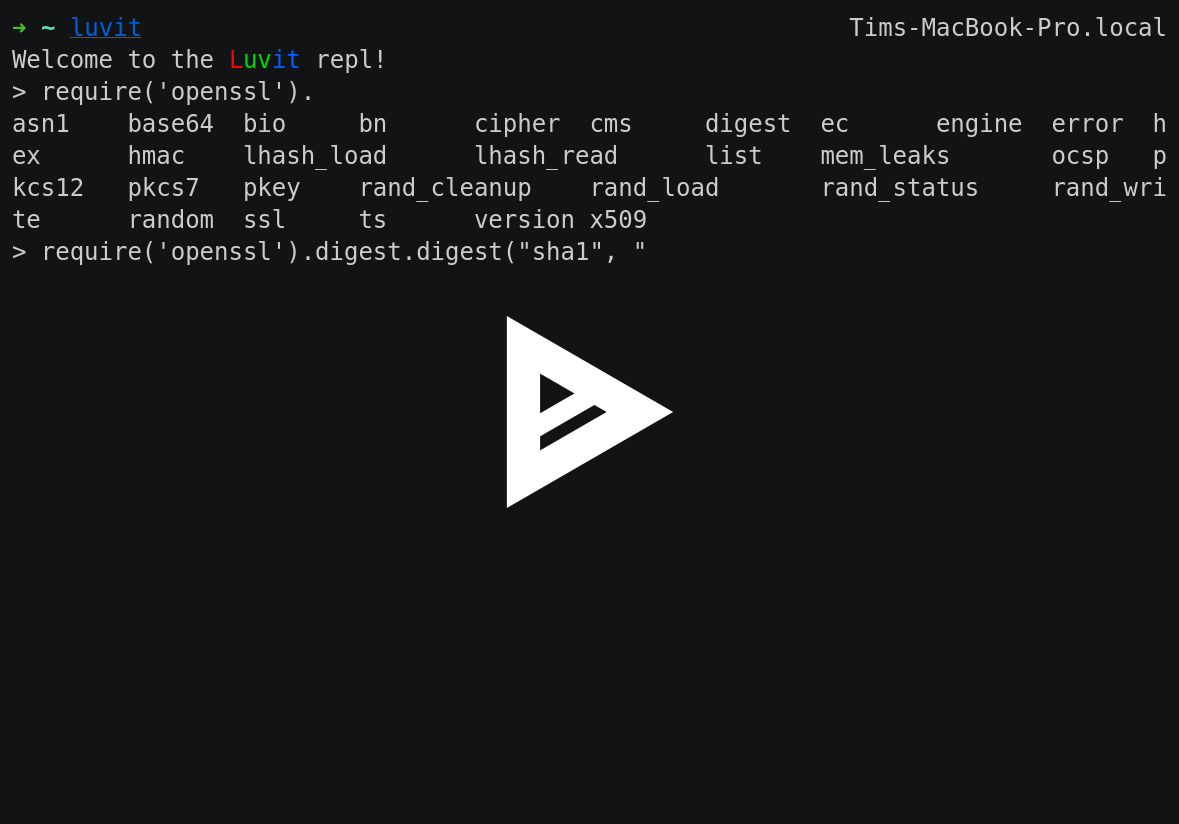 ➜ ~ luvit Tims-MacBook-Pro.local
Welcome to the Luvit repl!
> require('openssl').
asn1 base64 bio bn cipher cms digest ec engine error h
ex hmac lhash_load lhash_read list mem_leaks ocsp p
kcs12 pkcs7 pkey rand_cleanup rand_load rand_status rand_wri
te random ssl ts version x509
> require('openssl').digest.digest("sha1", "